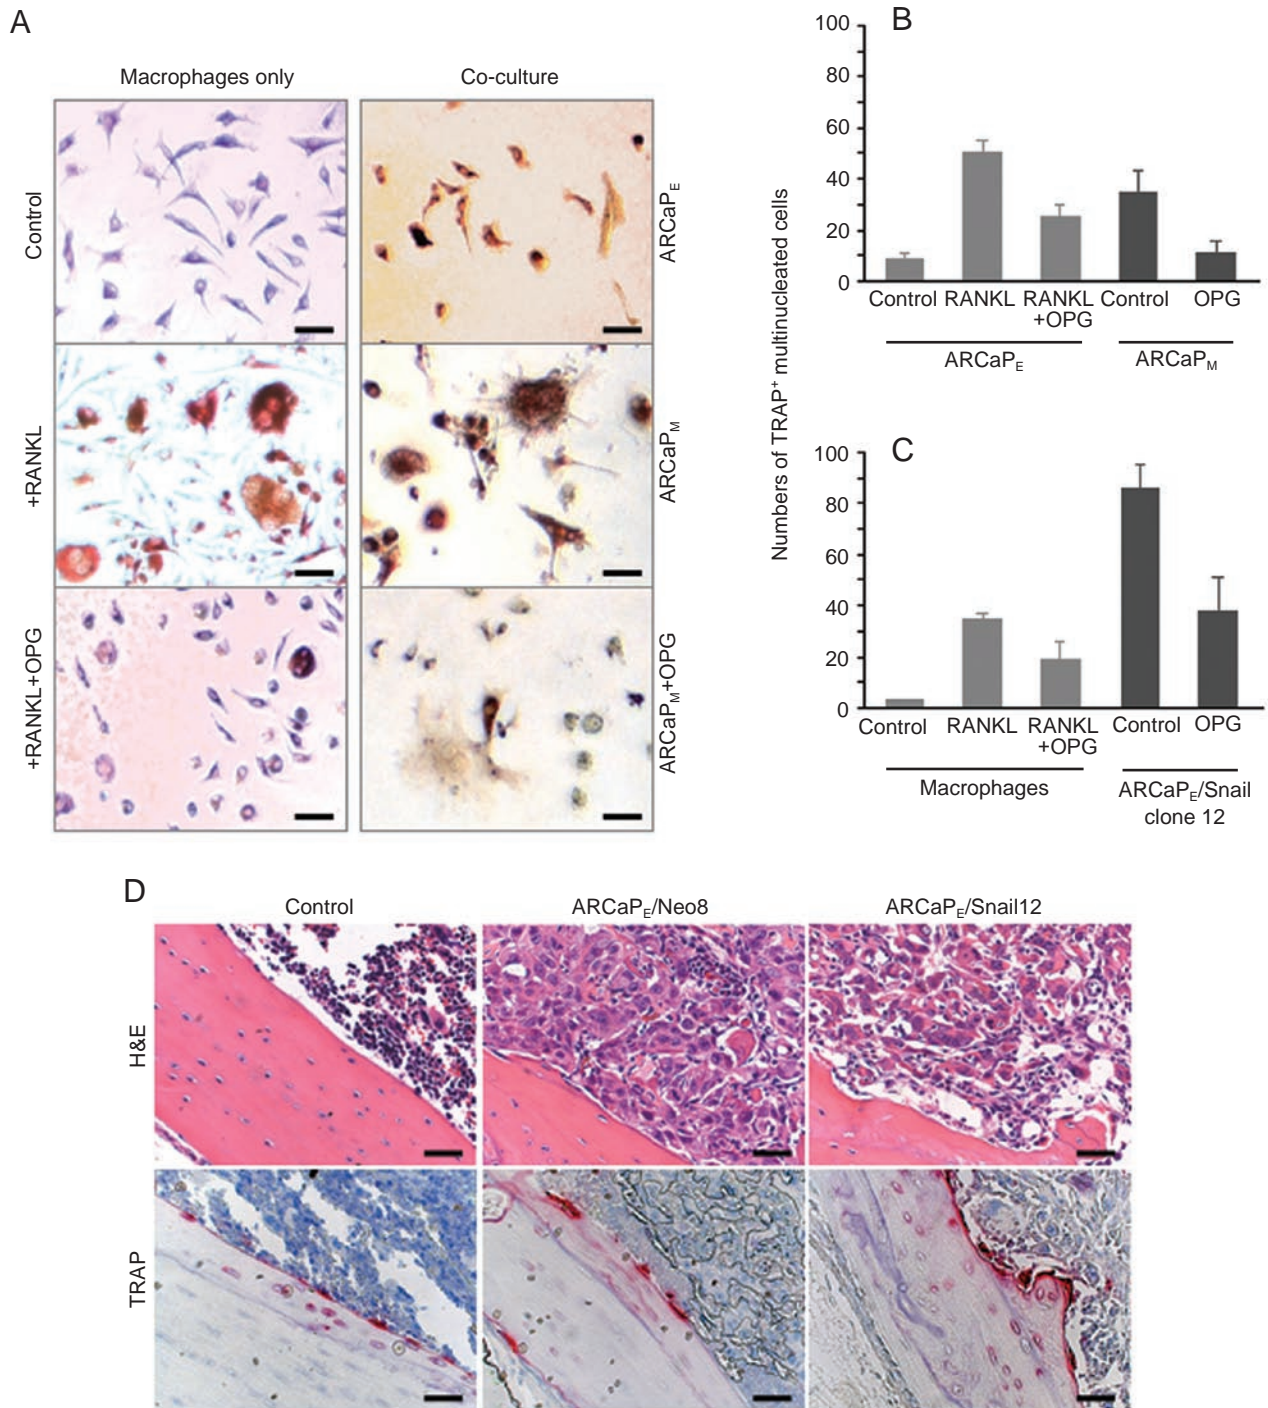 A
Macrophages only
Co-culture
Control
+RANKL
+RANKL+OPG
ARCaPE
ARCaPM
ARCaPM+OPG
Numbers of TRAP+ multinucleated cells
B
100
80
60
40
20
0
Control RANKL RANKL Control OPG
+OPG
ARCaPE
ARCaPM
C
100
80
60
40
20
0
Control RANKL RANKL Control OPG
+OPG
Macrophages
ARCaPE/Snail
clone 12
D
Control
ARCaPE/Neo8
ARCaPE/Snail12
H&E
TRAP